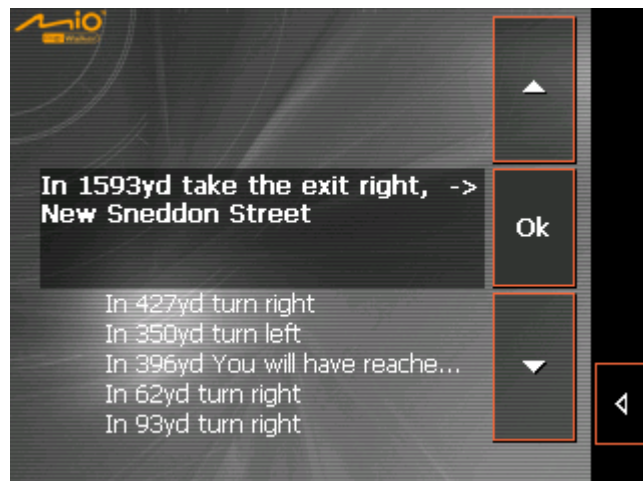 Mio
In 1593yd take the exit right, ->
New Sneddon Street
Ok
In 427yd turn right
In 350yd turn left
In 396yd You will have reache...
In 62yd turn right
In 93yd turn right